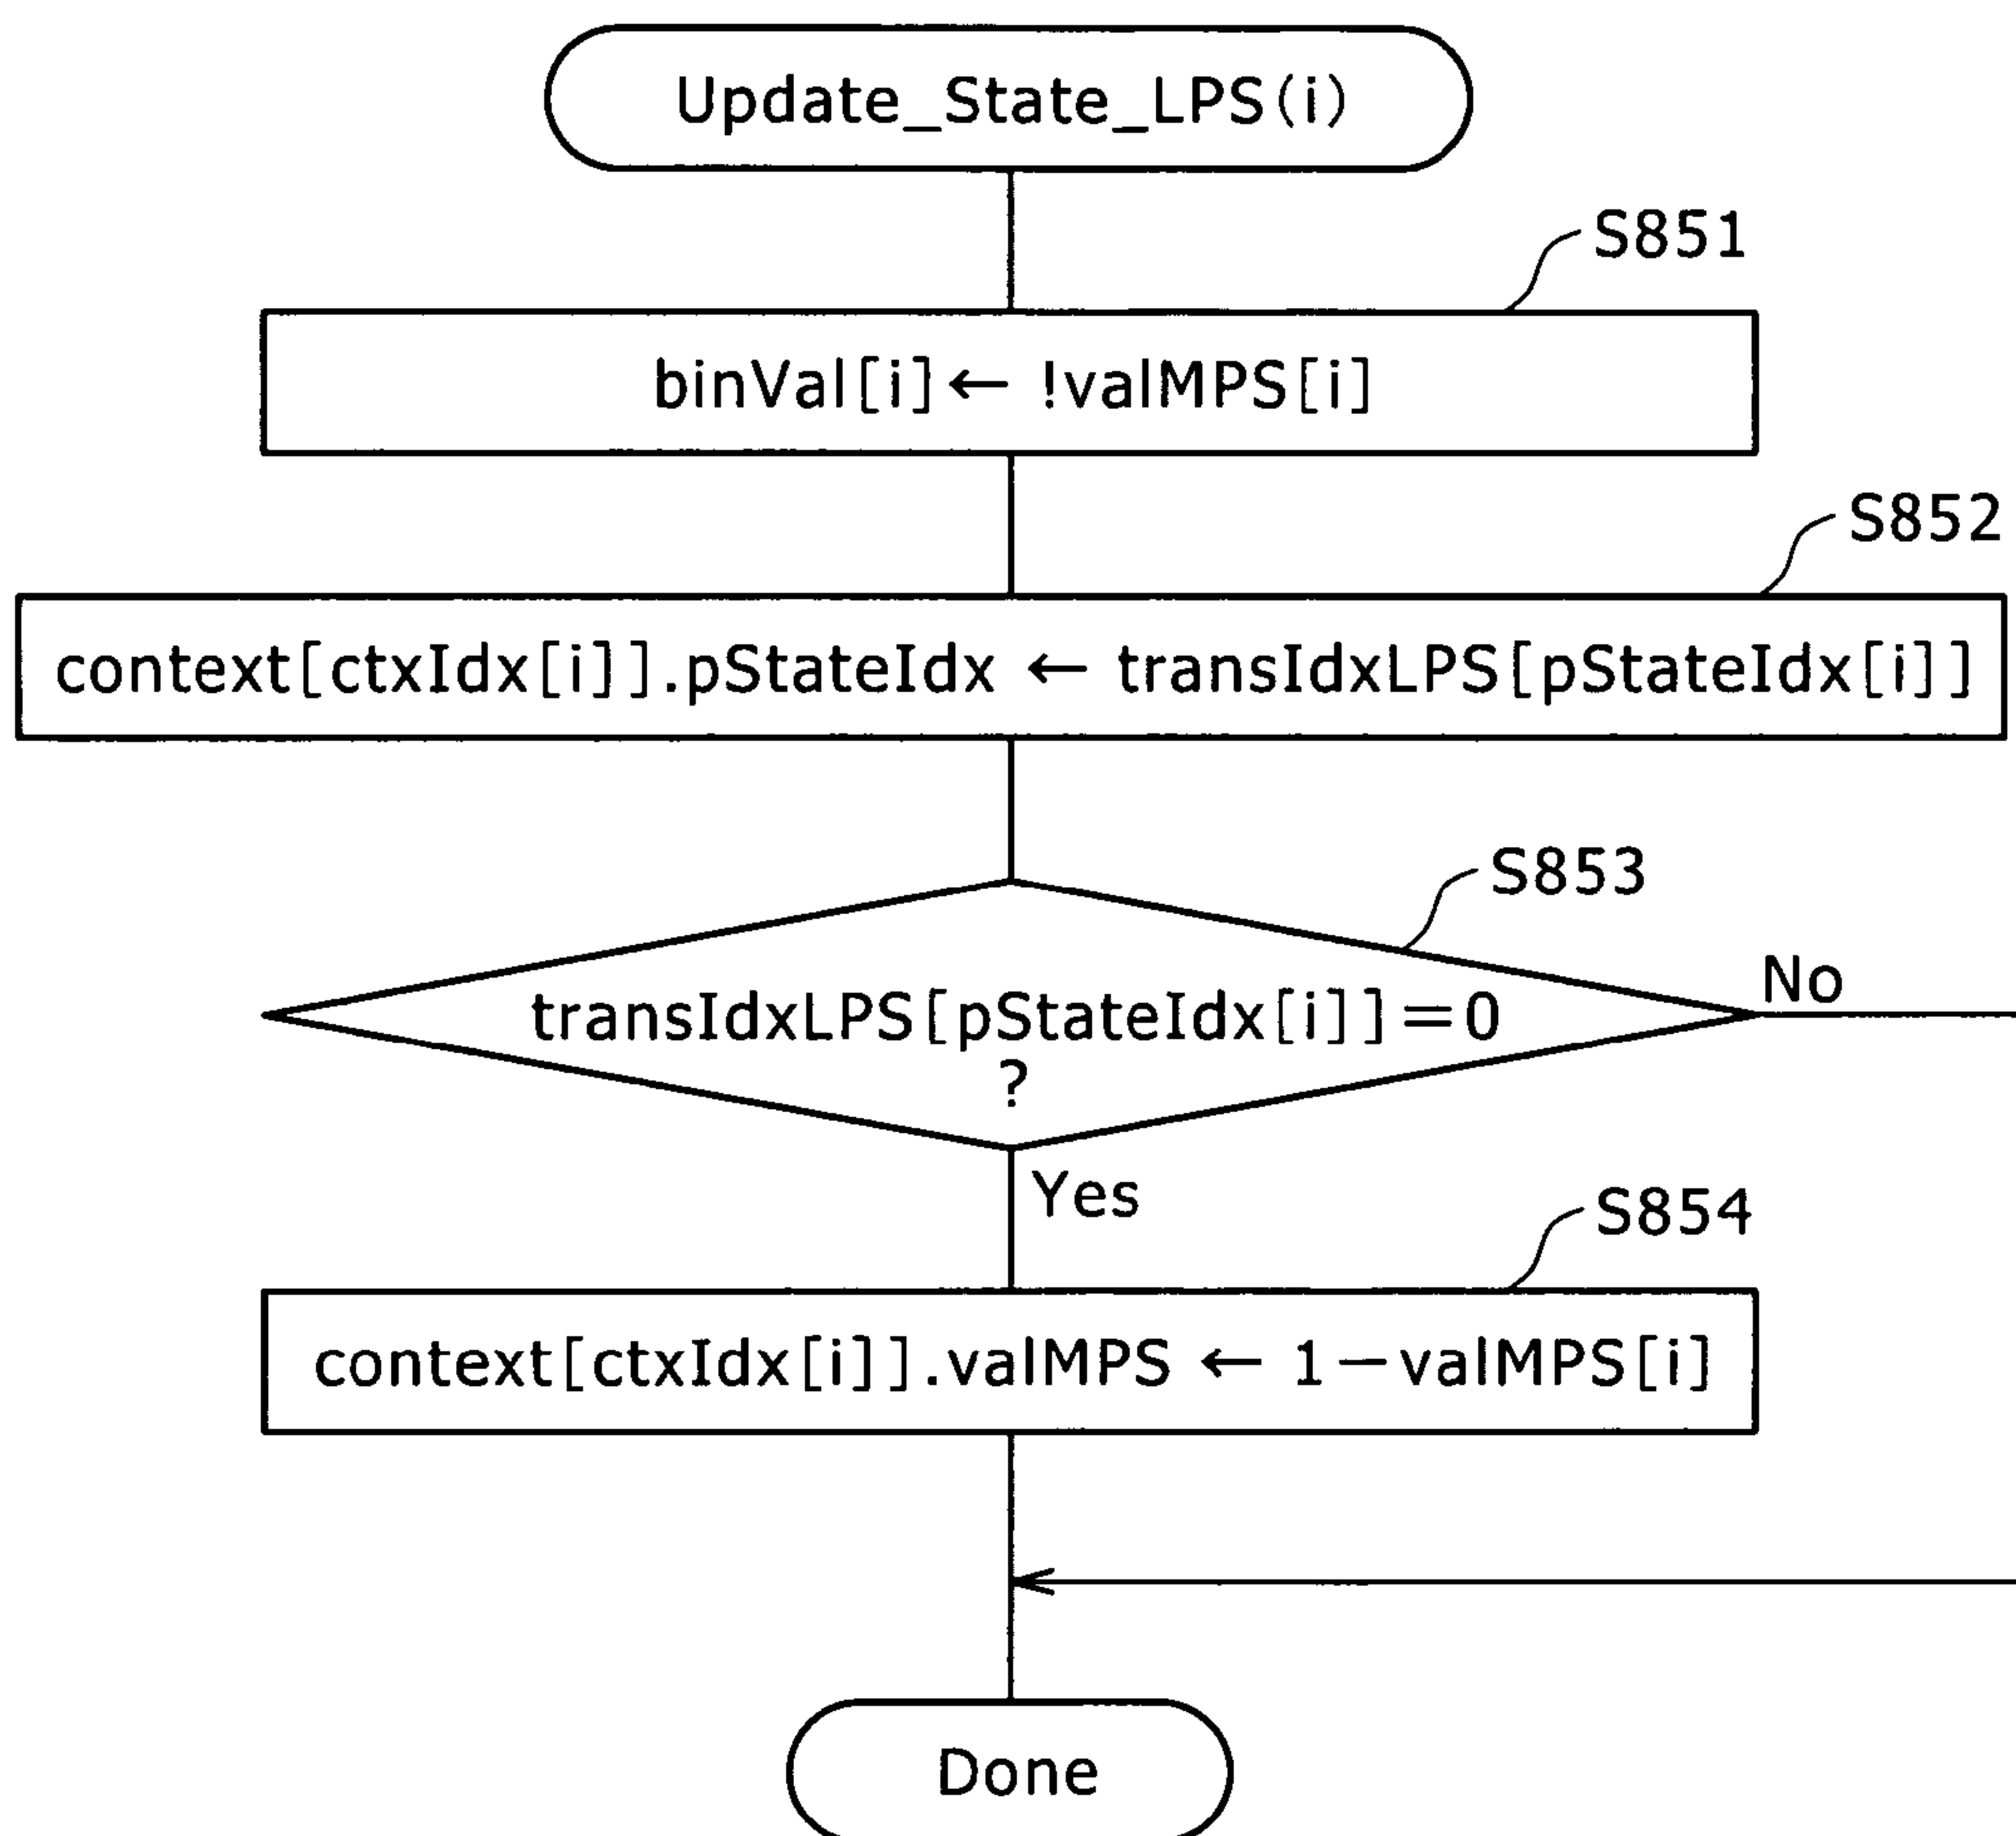 Update_State_LPS(i)
S851
binVal[i]← !valMPS[i]
S852
context[ctxIdx[i]].pStateIdx ← transIdxLPS[pStateIdx[i]]
S853
transIdxLPS[pStateIdx[i]]=0
?
No
Yes
S854
context[ctxIdx[i]].valMPS ← 1−valMPS[i]
Done